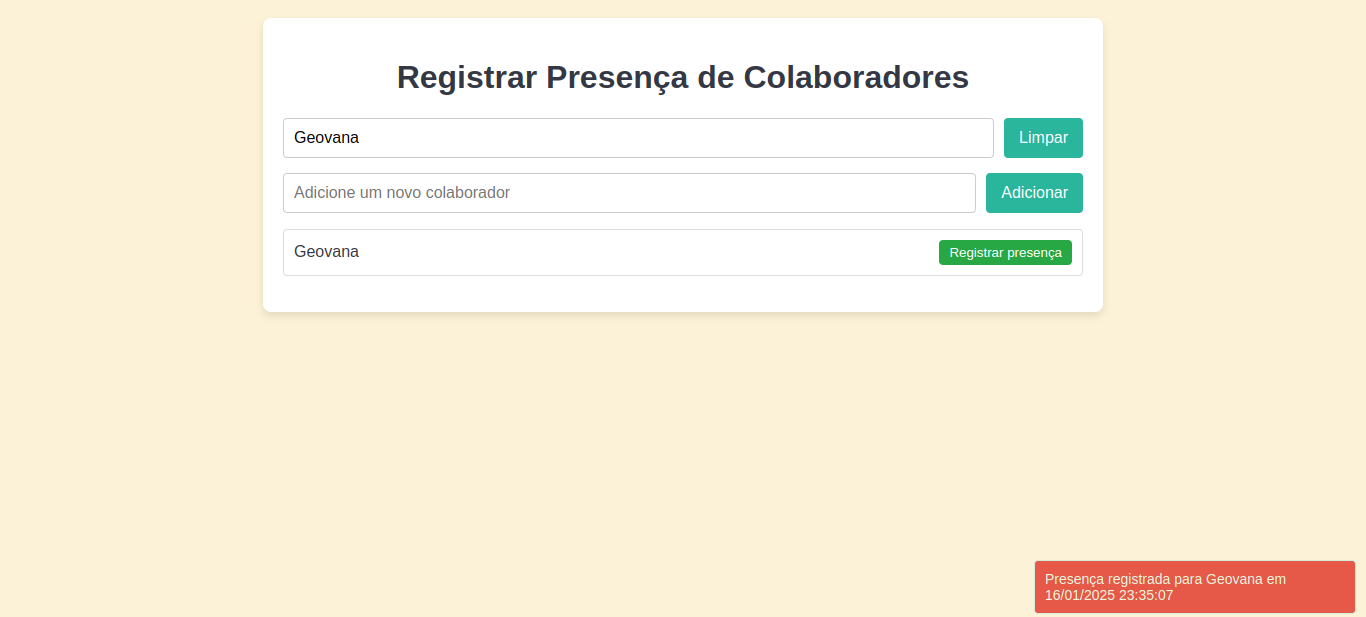 Registrar Presença de Colaboradores
Geovana
Limpar
Adicione um novo colaborador
Adicionar
Geovana
Registrar presença
Presença registrada para Geovana em
16/01/2025 23:35:07